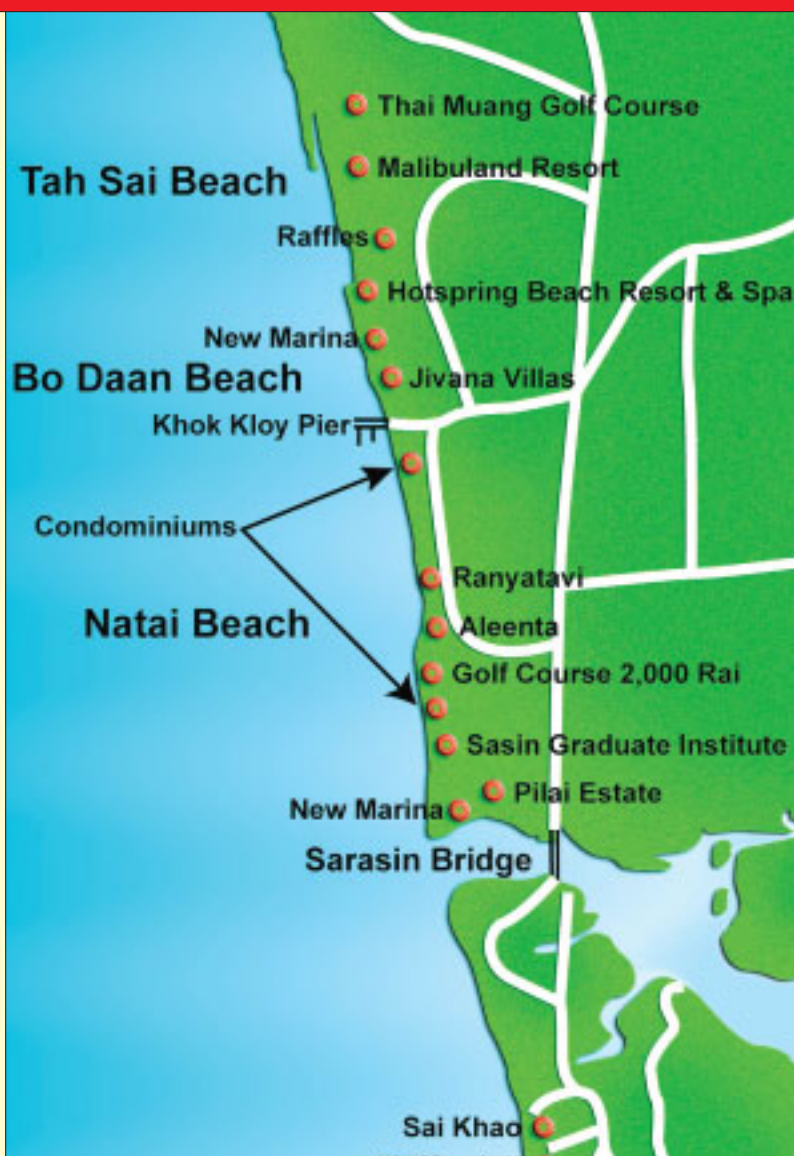 Thai Muang Golf Course
Tah Sai Beach
Malibuland Resort
Raffles
Hotspring Beach Resort & Spa
New Marina
Bo Daan Beach
Jivana Villas
Khok Kloy Pier
Condominiums
Ranyatavi
Natai Beach
Aleenta
Golf Course 2,000 Rai
Sasin Graduate Institute
Pilai Estate
New Marina
Sarasin Bridge
Sai Khao